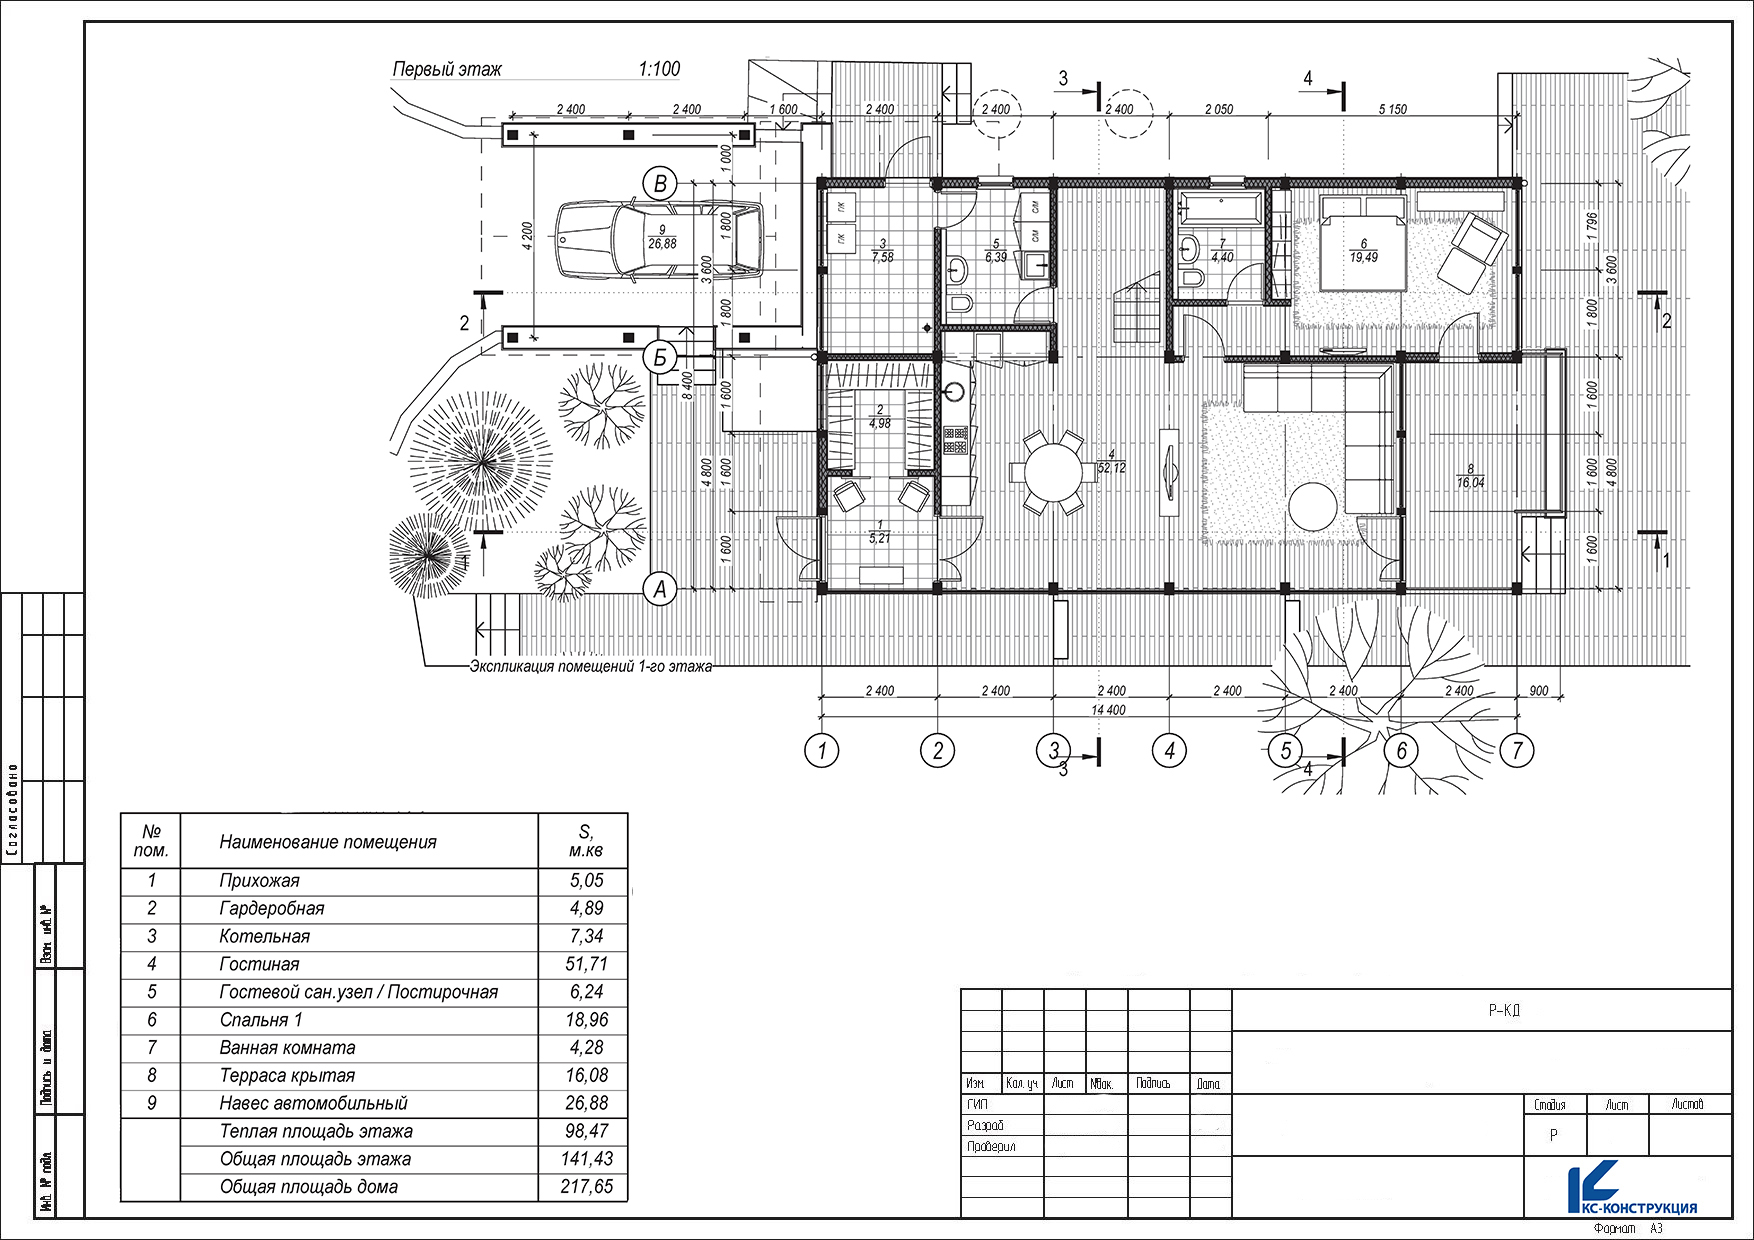 Первый этаж 1:100
3 4
2 400 2 400 1 600 2 400 2 400 2 400 2 050 5 150
1 000
В
9
26,88
4 200
1 800
3 600
1 800
Г/К
Г/К
3
7,58
5
6,39
С/М
С/М
7
4,40
6
19,49
1 796
3 600
1 800
2 2
Б
8 400
1 600
4 800
1 600
1 600
2
4,98
4
52,12
8
16,04
1 600
1 600
4 800
1 600
1
5,21
1 1
А
Экспликация помещений 1-го этажа
2 400 2 400 2 400 2 400 2 400 2 400 900
14 400
1 2 3 4 5 6 7
3 4
№ пом. Наименование помещения S, м.кв
1 Прихожая 5,05
2 Гардеробная 4,89
3 Котельная 7,34
4 Гостиная 51,71
5 Гостевой сан.узел / Постирочная 6,24
6 Спальня 1 18,96
7 Ванная комната 4,28
8 Терраса крытая 16,08
9 Навес автомобильный 26,88
Теплая площадь этажа 98,47
Общая площадь этажа 141,43
Общая площадь дома 217,65
Согласовано
Взам. инв. №
Подпись и дата
Инв. № подл.
Р-КД
Изм. Кол. уч Лист №док. Подпись Дата
ГИП
Разраб
Проверил
Стадия Лист Листов
Р
КС-КОНСТРУКЦИЯ
Формат А3